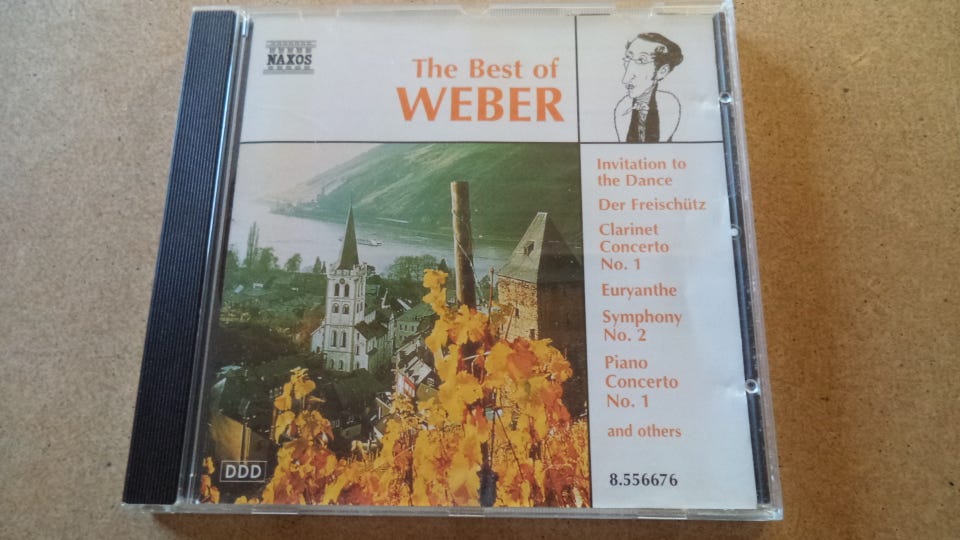 NAXOS
The Best of
WEBER
Invitation to
the Dance
Der Freischütz
Clarinet
Concerto
No. 1
Euryanthe
Symphony
No. 2
Piano
Concerto
No. 1
and others
DDD
8.556676